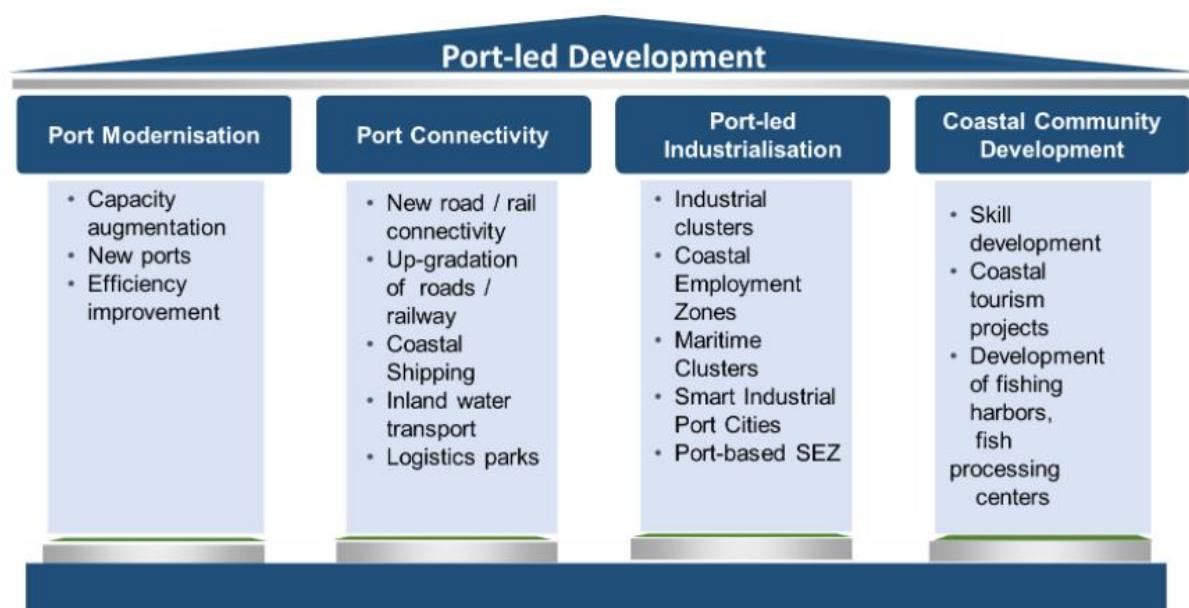 Port-led Development
Port Modernisation
• Capacity
augmentation
• New ports
• Efficiency
improvement
Port Connectivity
• New road / rail
connectivity
• Up-gradation
of roads /
railway
• Coastal
Shipping
• Inland water
transport
• Logistics parks
Port-led
Industrialisation
• Industrial
clusters
• Coastal
Employment
Zones
• Maritime
Clusters
• Smart Industrial
Port Cities
• Port-based SEZ
Coastal Community
Development
• Skill
development
• Coastal
tourism
projects
• Development
of fishing
harbors,
fish
processing
centers